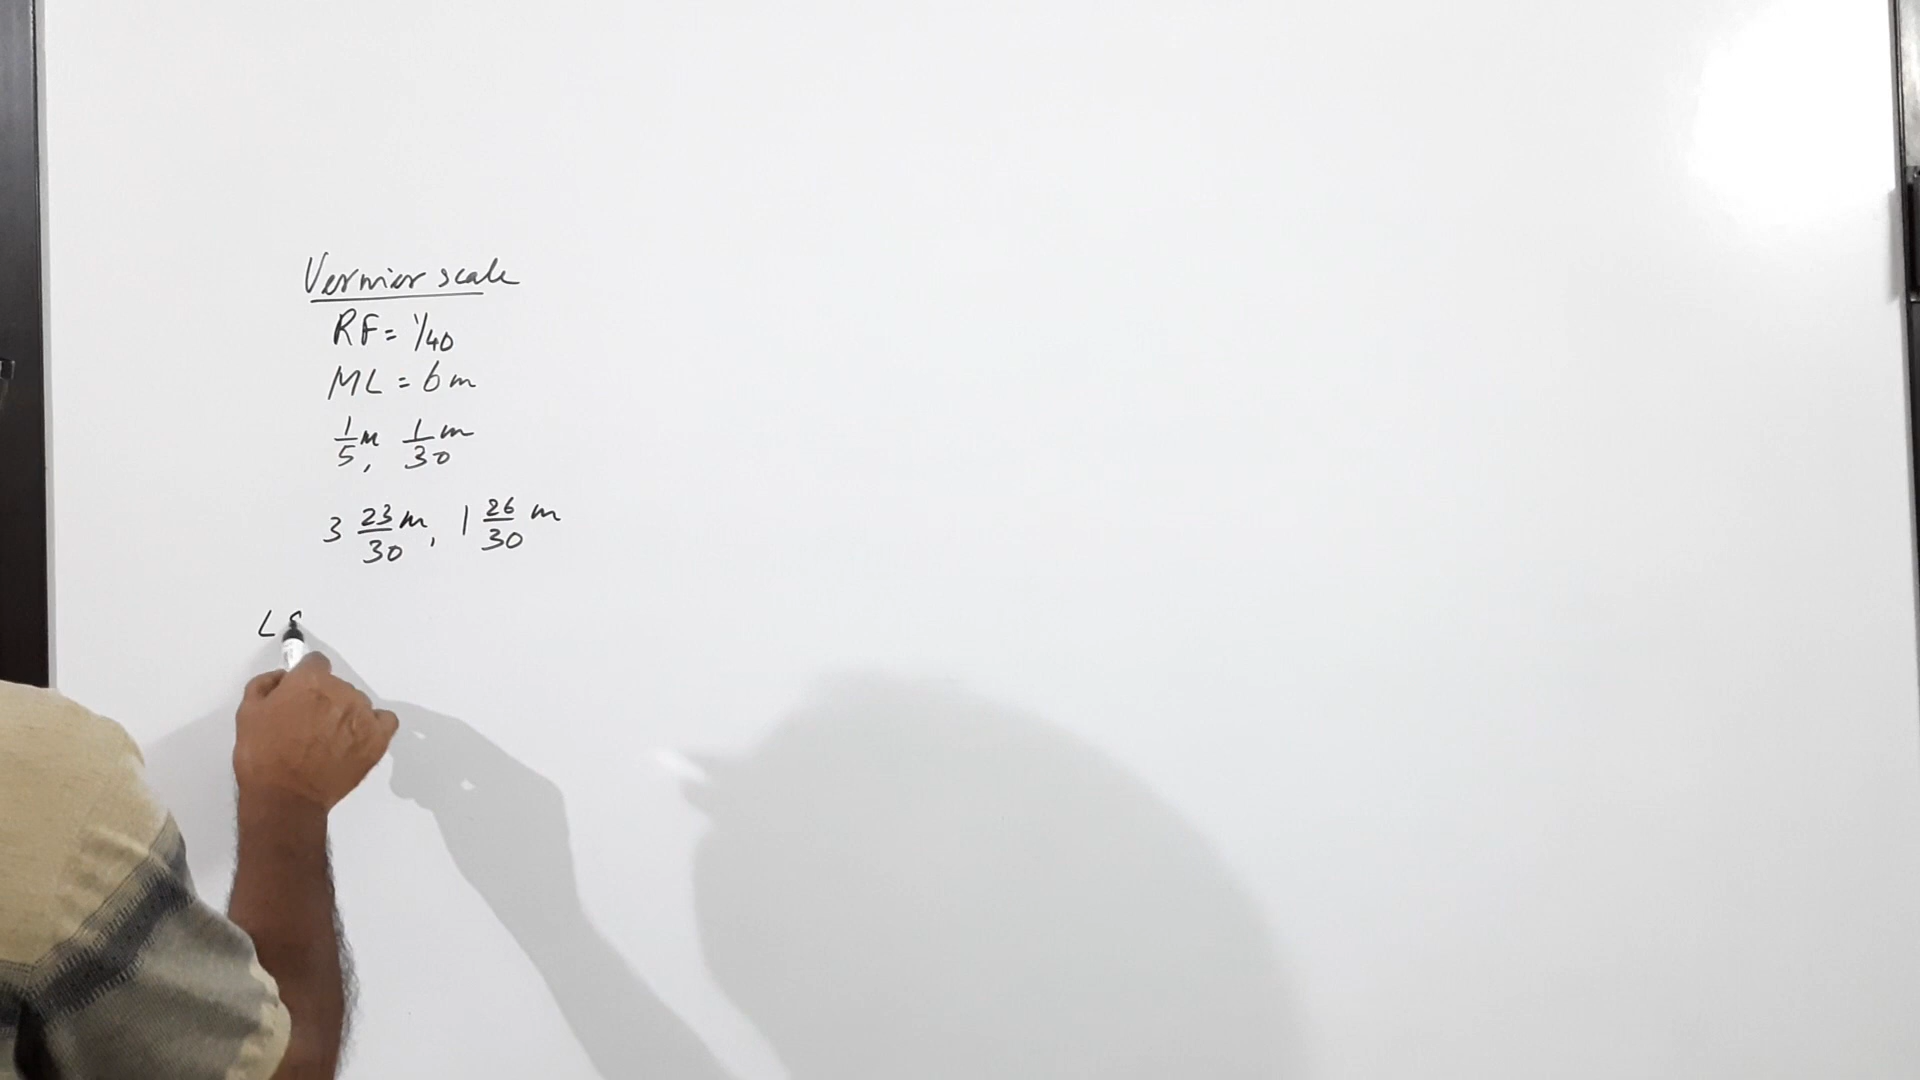 Vernier scale
RF = 1/40
ML = 6m
1/5 m, 1/30 m
3 23/30 m, 1 26/30 m
L